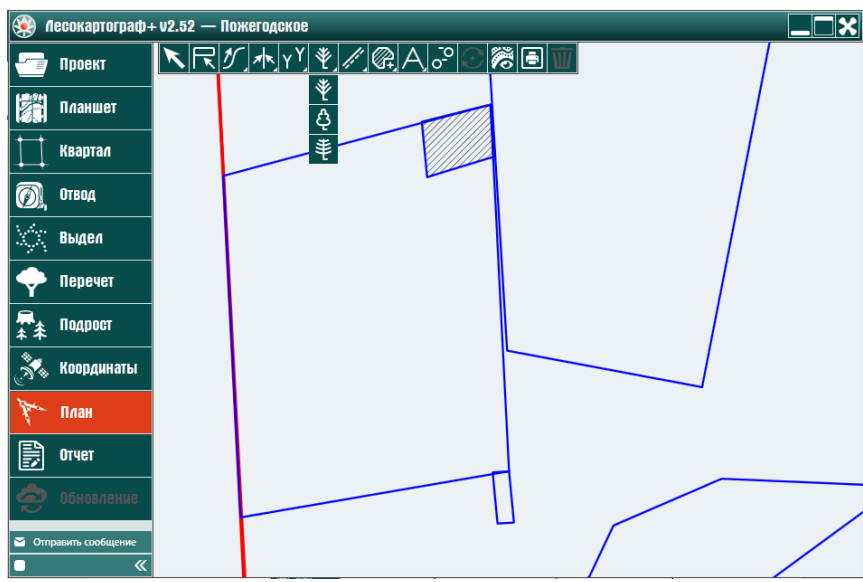 Лесокартограф+ v2.52 — Пожегодское
Проект
Планшет
Квартал
Отвод
Выдел
Перечет
Подрост
Координаты
План
Отчет
Обновление
Отправить сообщение